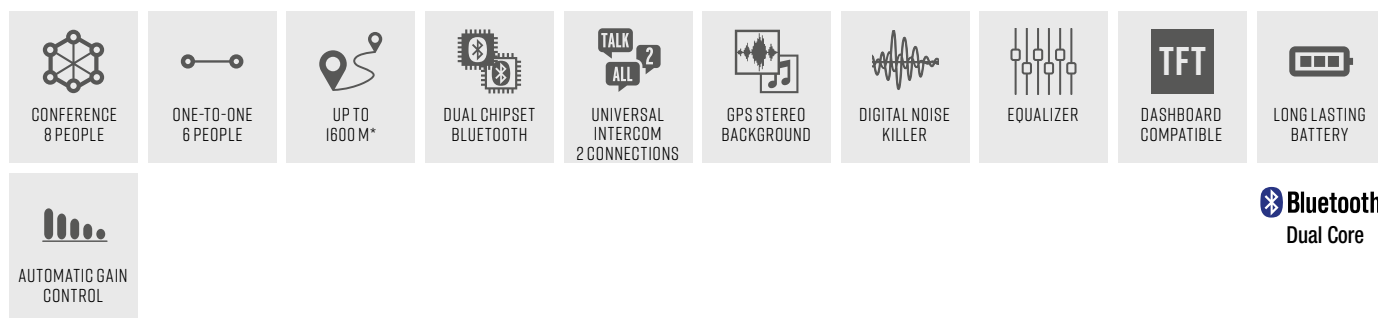 CONFERENCE
8 PEOPLE
ONE-TO-ONE
6 PEOPLE
UP TO
1600 M*
DUAL CHIPSET
BLUETOOTH
TALK
2
ALL
UNIVERSAL
INTERCOM
2 CONNECTIONS
GPS STEREO
BACKGROUND
DIGITAL NOISE
KILLER
EQUALIZER
TFT
DASHBOARD
COMPATIBLE
LONG LASTING
BATTERY
AUTOMATIC GAIN
CONTROL
Bluetooth
Dual Core